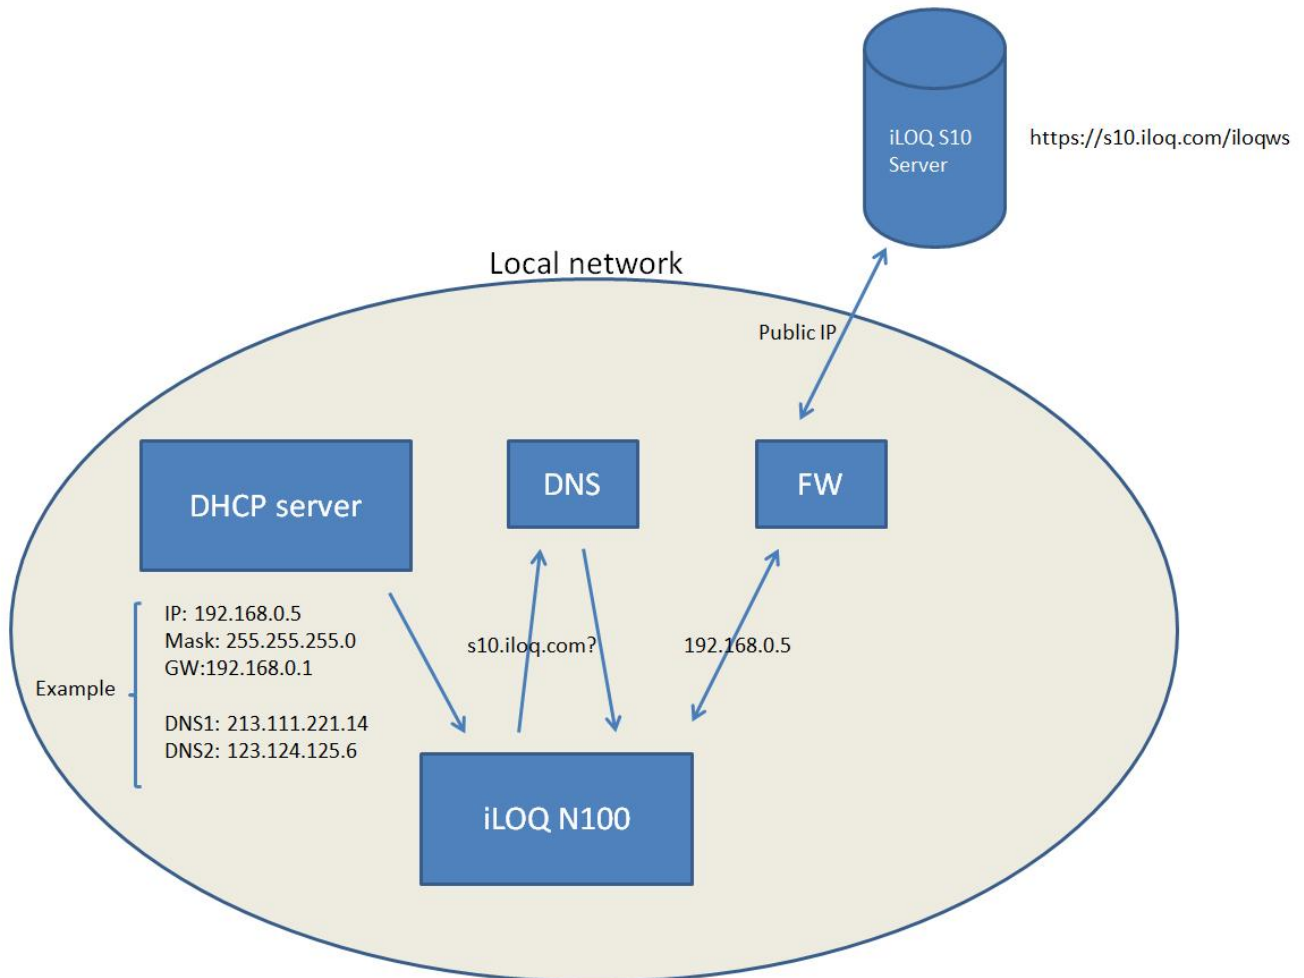 iLOQ S10
Server
https://s10.iloq.com/iloqws
Local network
Public IP
DHCP server
DNS
FW
IP: 192.168.0.5
Mask: 255.255.255.0
GW:192.168.0.1
Example
DNS1: 213.111.221.14
DNS2: 123.124.125.6
s10.iloq.com?
192.168.0.5
iLOQ N100